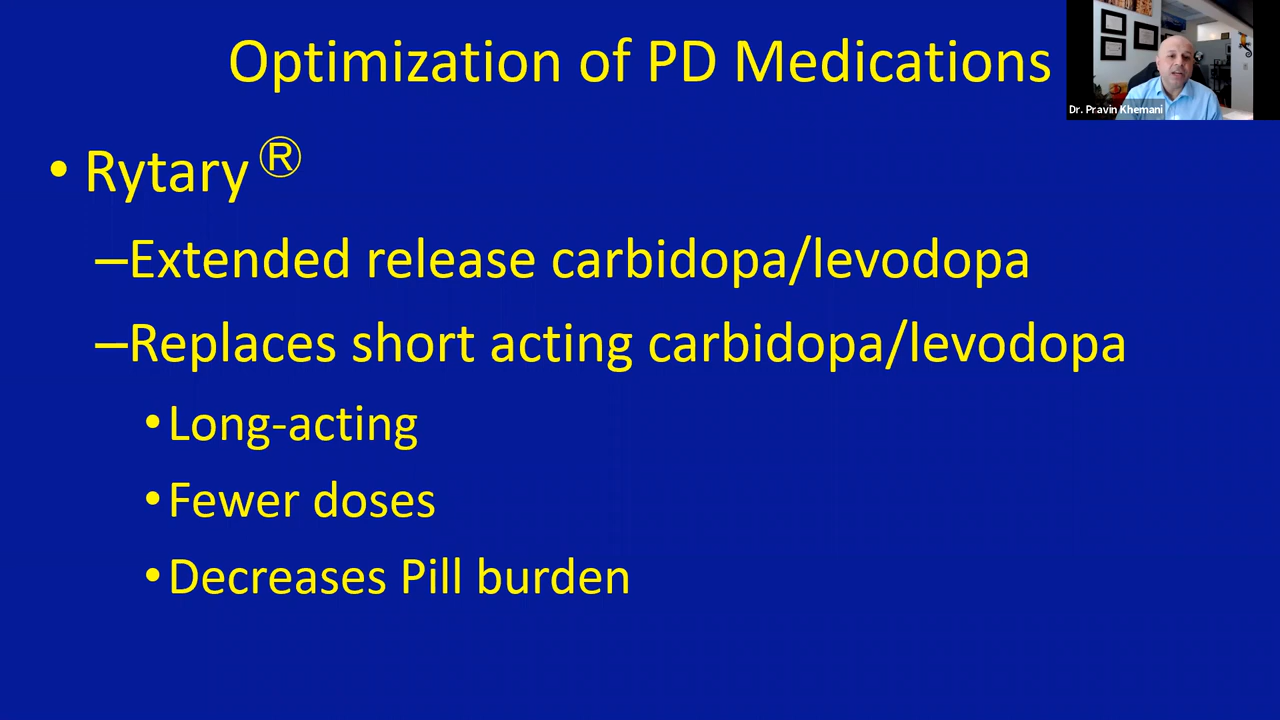 Optimization of PD Medications
Dr. Pravin Khemani
• Rytary ®
–Extended release carbidopa/levodopa
–Replaces short acting carbidopa/levodopa
•Long-acting
•Fewer doses
•Decreases Pill burden